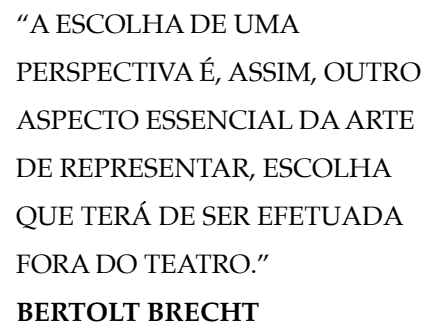 “A ESCOLHA DE UMA
PERSPECTIVA É, ASSIM, OUTRO
ASPECTO ESSENCIAL DA ARTE
DE REPRESENTAR, ESCOLHA
QUE TERÁ DE SER EFETUADA
FORA DO TEATRO.”
BERTOLT BRECHT